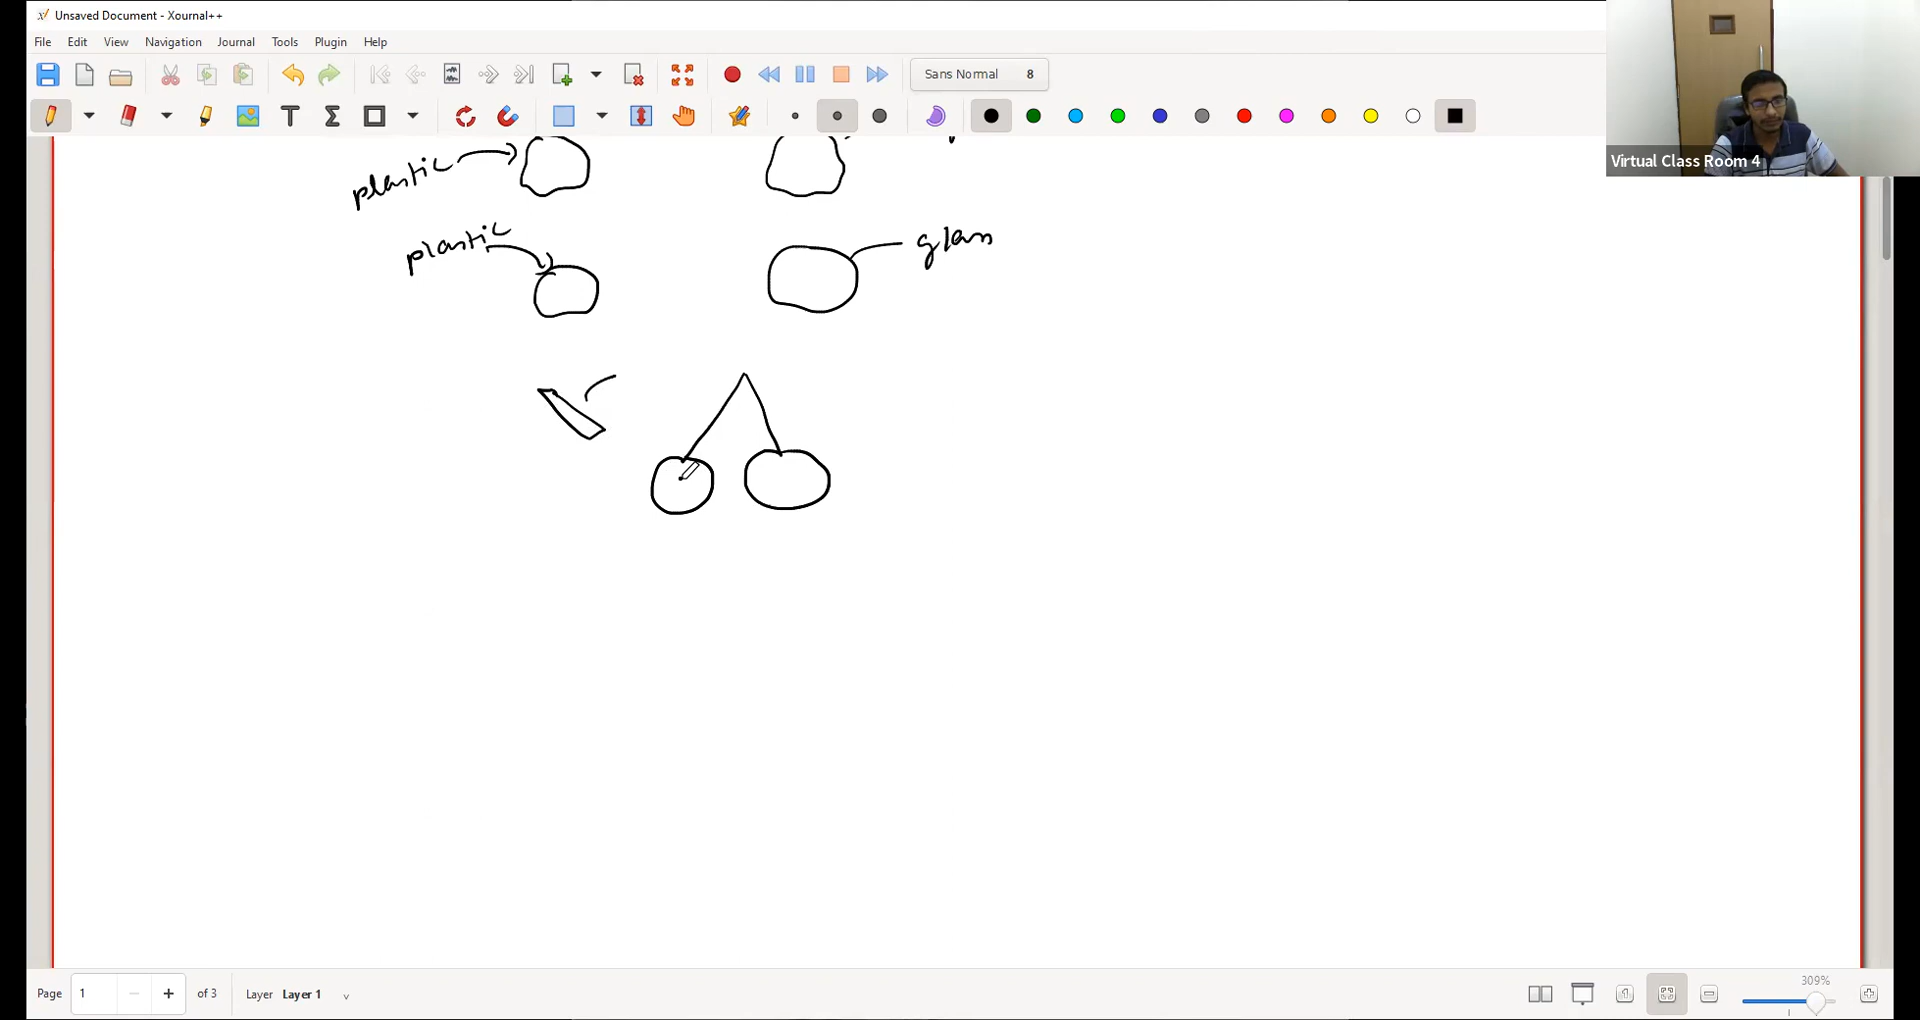 Unsaved Document - Xournal++
File Edit View Navigation Journal Tools Plugin Help
Sans Normal 8
Virtual Class Room 4
plastic
plastic
glass
Page 1 of 3 Layer Layer 1 309%